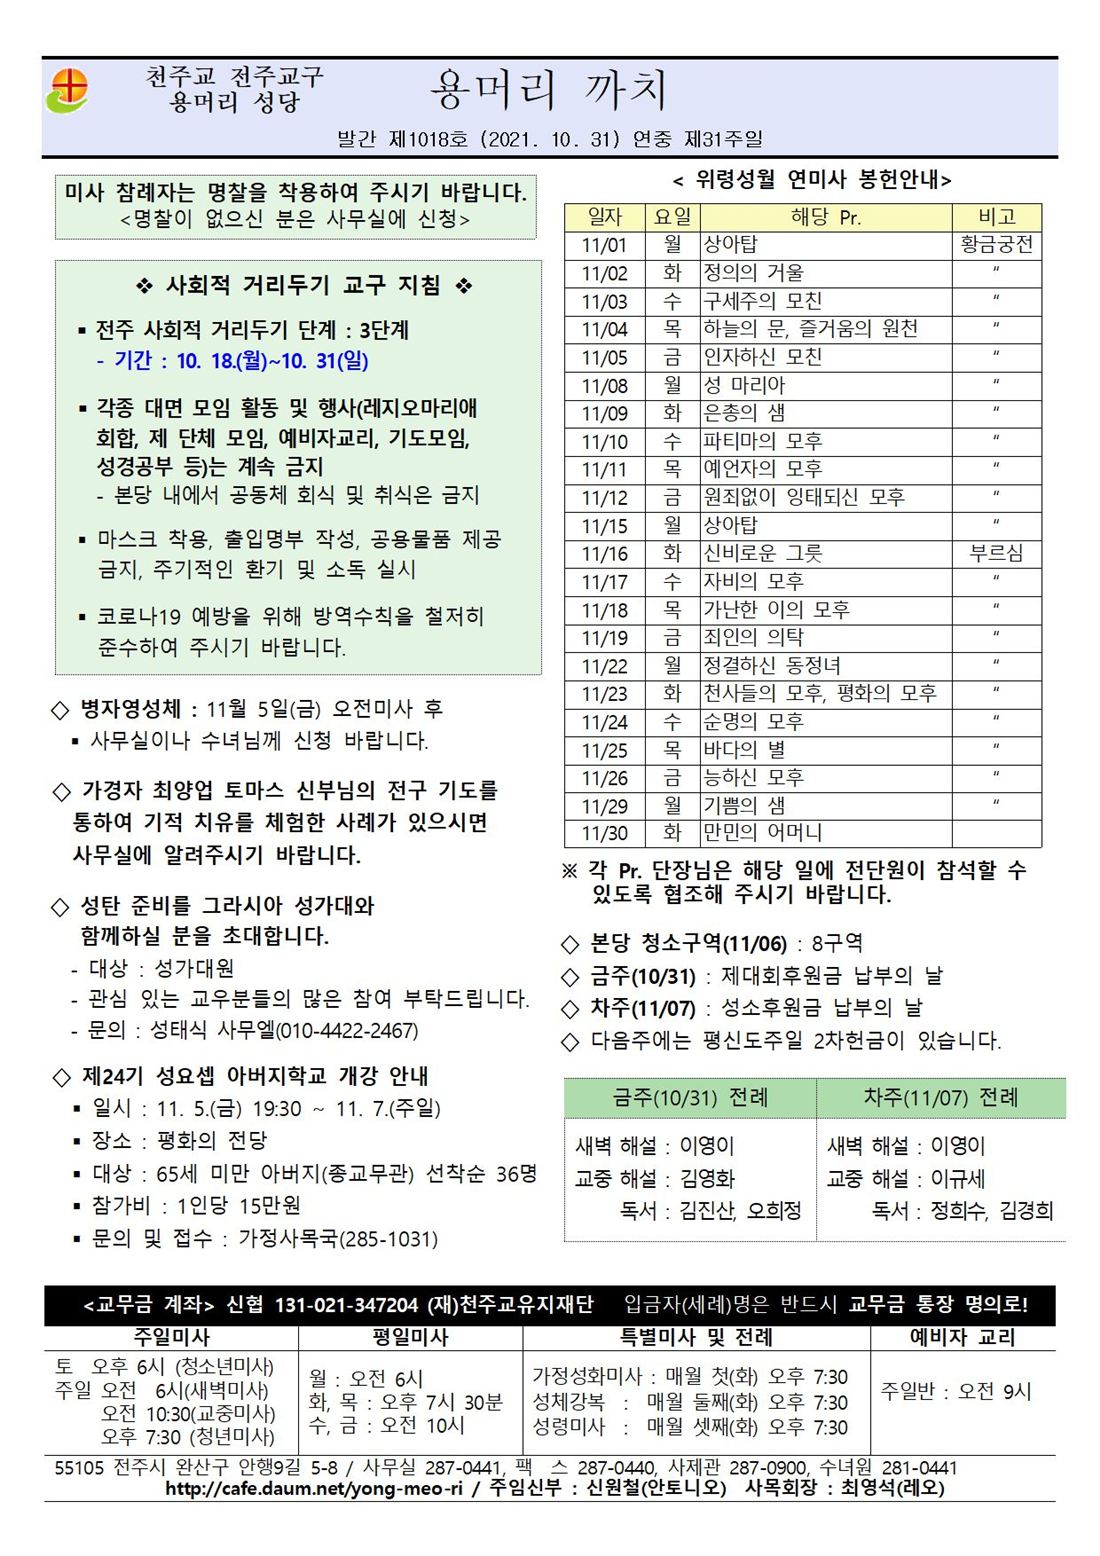 천주교 전주교구
용머리 성당
용머리 까치
발간 제1018호 (2021. 10. 31) 연중 제31주일
미사 참례자는 명찰을 착용하여 주시기 바랍니다.
<명찰이 없으신 분은 사무실에 신청>
❖ 사회적 거리두기 교구 지침 ❖
▪ 전주 사회적 거리두기 단계 : 3단계
- 기간 : 10. 18.(월)~10. 31(일)
▪ 각종 대면 모임 활동 및 행사(레지오마리애
회합, 제 단체 모임, 예비자교리, 기도모임,
성경공부 등)는 계속 금지
- 본당 내에서 공동체 회식 및 취식은 금지
▪ 마스크 착용, 출입명부 작성, 공용물품 제공
금지, 주기적인 환기 및 소독 실시
▪ 코로나19 예방을 위해 방역수칙을 철저히
준수하여 주시기 바랍니다.
◇ 병자영성체 : 11월 5일(금) 오전미사 후
▪ 사무실이나 수녀님께 신청 바랍니다.
◇ 가경자 최양업 토마스 신부님의 전구 기도를
통하여 기적 치유를 체험한 사례가 있으시면
사무실에 알려주시기 바랍니다.
◇ 성탄 준비를 그라시아 성가대와
함께하실 분을 초대합니다.
- 대상 : 성가대원
- 관심 있는 교우분들의 많은 참여 부탁드립니다.
- 문의 : 성태식 사무엘(010-4422-2467)
◇ 제24기 성요셉 아버지학교 개강 안내
▪ 일시 : 11. 5.(금) 19:30 ~ 11. 7.(주일)
▪ 장소 : 평화의 전당
▪ 대상 : 65세 미만 아버지(종교무관) 선착순 36명
▪ 참가비 : 1인당 15만원
▪ 문의 및 접수 : 가정사목국(285-1031)
< 위령성월 연미사 봉헌안내>
일자 요일 해당 Pr. 비고
11/01 월 상아탑 황금궁전
11/02 화 정의의 거울 〃
11/03 수 구세주의 모친 〃
11/04 목 하늘의 문, 즐거움의 원천 〃
11/05 금 인자하신 모친 〃
11/08 월 성 마리아 〃
11/09 화 은총의 샘 〃
11/10 수 파티마의 모후 〃
11/11 목 예언자의 모후 〃
11/12 금 원죄없이 잉태되신 모후 〃
11/15 월 상아탑 〃
11/16 화 신비로운 그릇 부르심
11/17 수 자비의 모후 〃
11/18 목 가난한 이의 모후 〃
11/19 금 죄인의 의탁 〃
11/22 월 정결하신 동정녀 〃
11/23 화 천사들의 모후, 평화의 모후 〃
11/24 수 순명의 모후 〃
11/25 목 바다의 별 〃
11/26 금 능하신 모후 〃
11/29 월 기쁨의 샘 〃
11/30 화 만민의 어머니
※ 각 Pr. 단장님은 해당 일에 전단원이 참석할 수
있도록 협조해 주시기 바랍니다.
◇ 본당 청소구역(11/06) : 8구역
◇ 금주(10/31) : 제대회후원금 납부의 날
◇ 차주(11/07) : 성소후원금 납부의 날
◇ 다음주에는 평신도주일 2차헌금이 있습니다.
금주(10/31) 전례 차주(11/07) 전례
새벽 해설 : 이영이 새벽 해설 : 이영이
교중 해설 : 김영화 교중 해설 : 이규세
독서 : 김진산, 오희정 독서 : 정희수, 김경희
<교무금 계좌> 신협 131-021-347204 (재)천주교유지재단 입금자(세례)명은 반드시 교무금 통장 명의로!
주일미사 평일미사 특별미사 및 전례 예비자 교리
토 오후 6시 (청소년미사)
주일 오전 6시(새벽미사)
오전 10:30(교중미사)
오후 7:30 (청년미사)
월 : 오전 6시
화, 목 : 오후 7시 30분
수, 금 : 오전 10시
가정성화미사 : 매월 첫(화) 오후 7:30
성체강복 : 매월 둘째(화) 오후 7:30
성령미사 : 매월 셋째(화) 오후 7:30
주일반 : 오전 9시
55105 전주시 완산구 안행9길 5-8 / 사무실 287-0441, 팩 스 287-0440, 사제관 287-0900, 수녀원 281-0441
http://cafe.daum.net/yong-meo-ri / 주임신부 : 신원철(안토니오) 사목회장 : 최영석(레오)